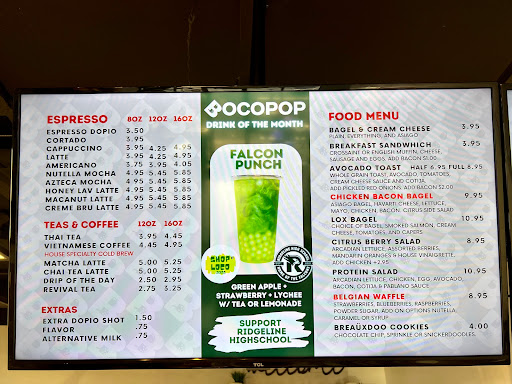 ESPRESSO 8OZ 12OZ 16OZ
ESPRESSO DOPIO 3.50
CORTADO 3.95
CAPPUCCINO 3.95 4.25 4.95
LATTE 3.95 4.25 4.95
AMERICANO 3.75 3.95 4.05
NUTELLA MOCHA 4.95 5.45 5.85
AZTECA MOCHA 4.95 5.45 5.85
HONEY LAV LATTE 4.95 5.45 5.85
MACANUT LATTE 4.95 5.45 5.85
CREME BRU LATTE 4.95 5.45 5.85
TEAS & COFFEE 12OZ 16OZ
THAI TEA 3.95 4.45
VIETNAMESE COFFEE 4.45 4.95
HOUSE SPECIALTY COLD BREW
MATCHA LATTE 5.00 5.25
CHAI TEA LATTE 5.00 5.25
DRIP OF THE DAY 2.50 2.95
REVIVAL TEA 2.75 3.25
EXTRAS
EXTRA DOPIO SHOT 1.50
FLAVOR .75
ALTERNATIVE MILK .75
OCOPOP
DRINK OF THE MONTH
FALCON
PUNCH
SHOP
LOCO
R
GREEN APPLE +
STRAWBERRY + LYCHEE
W/ TEA OR LEMONADE
SUPPORT
RIDGELINE
HIGHSCHOOL
FOOD MENU
BAGEL & CREAM CHEESE 3.95
PLAIN, EVERYTHING, AND ASIAGO
BREAKFAST SANDWHICH 3.95
CROSSAINT OR ENGLISH MUFFIN, CHEESE,
SAUSAGE AND EGGS. ADD BACON $1.00
AVOCADO TOAST HALF 6.95 FULL 8.95
WHOLE GRAIN TOAST, AVOCADO, TOMATOES,
CREAM CHEESE SAUCE AND COTIJA.
ADD PICKLED RED ONIONS. ADD BACON $2.00
CHICKEN BACON BAGEL 9.95
ASIAGO BAGEL, HAVART, CHEESE, LETTUCE,
MAYO, CHICKEN, BACON. CITRUS SIDE SALAD
LOX BAGEL 10.95
CHOICE OF BAGEL, SMOKED SALMON, CREAM
CHEESE, TOMATOES, AND CAPERS.
CITRUS BERRY SALAD 8.95
ARCADIAN LETTUCE, ASSORTED BERRIES,
MANDARIN ORANGES & HOUSE VINAIGRETTE.
ADD CHICKEN +2.95
PROTEIN SALAD 10.95
ARCADIAN LETTUCE, CHICKEN, EGG, AVOCADO,
BACON, COTIJA & PABLANO SAUCE
BELGIAN WAFFLE 8.95
STRAWBERRIES, BLUEBERRIES, RASPBERRIES,
POWDER SUGAR. ADD ON OPTIONS NUTELLA,
CARAMEL OR SYRUP
BREAÜXDOO COOKIES 4.00
CHOCOLATE CHIP, SPRINKLE OR SNICKERDOODLES.
TCL